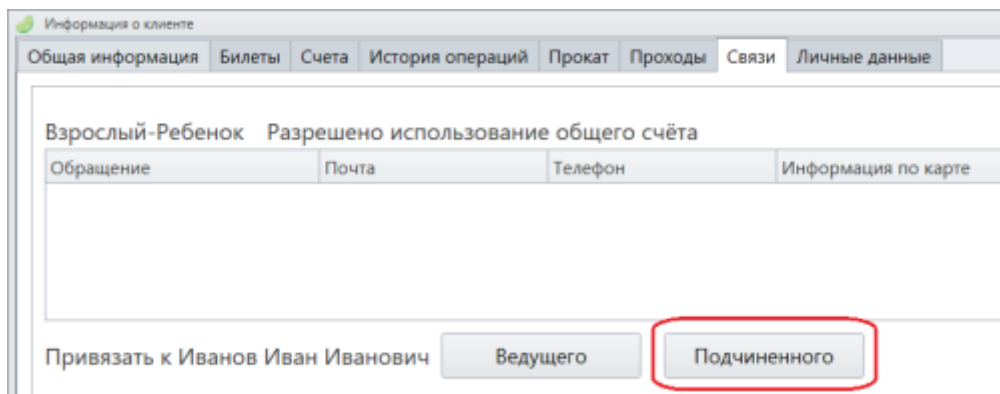 Информация о клиенте
Общая информация Билеты Счета История операций Прокат Проходы Связи Личные данные
Взрослый-Ребенок Разрешено использование общего счёта
Обращение Почта Телефон Информация по карте
Привязать к Иванов Иван Иванович Ведущего Подчиненного